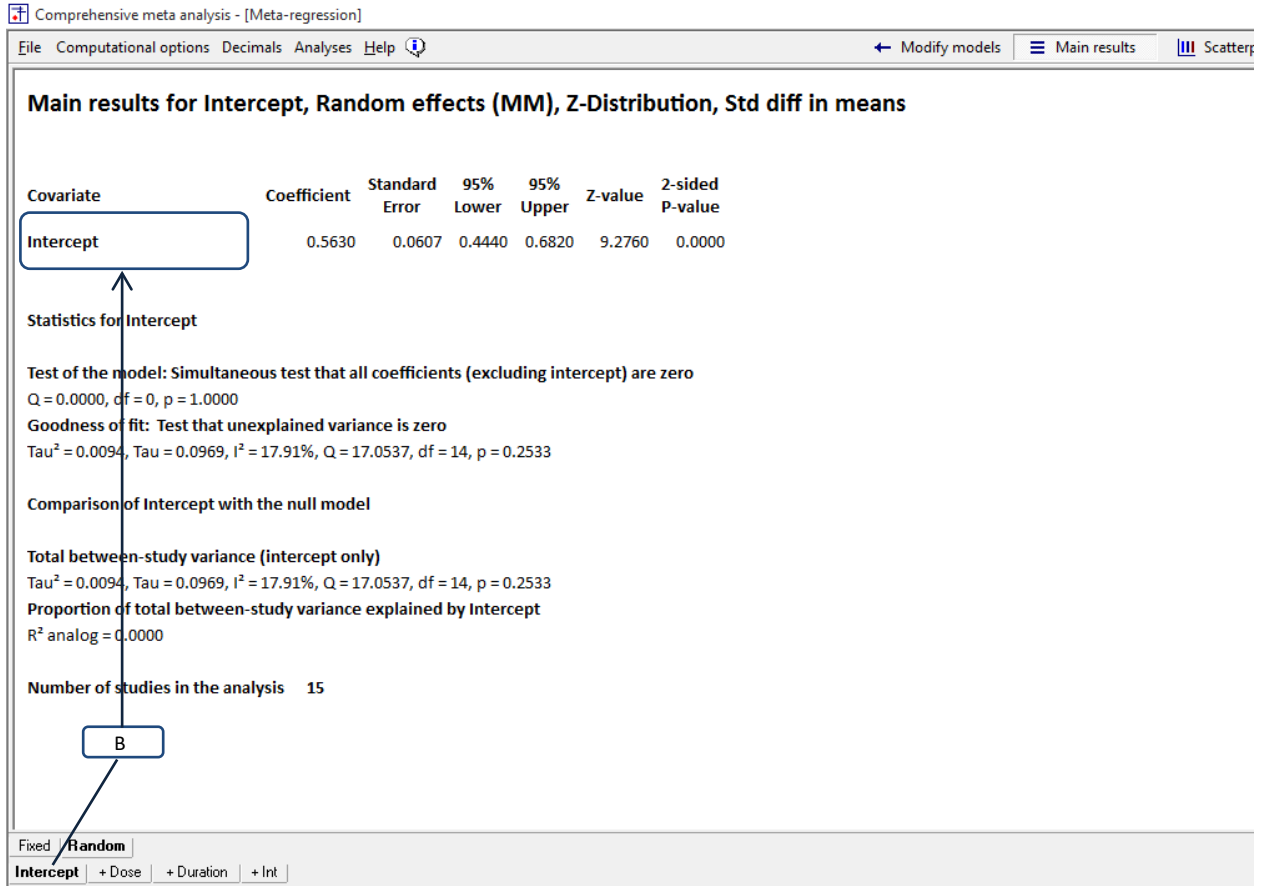 Comprehensive meta analysis - [Meta-regression]
File Computational options Decimals Analyses Help Modify models Main results Scatterp
Main results for Intercept, Random effects (MM), Z-Distribution, Std diff in means
Covariate Coefficient Standard Error 95% Lower 95% Upper Z-value 2-sided P-value
Intercept 0.5630 0.0607 0.4440 0.6820 9.2760 0.0000
Statistics for Intercept
Test of the model: Simultaneous test that all coefficients (excluding intercept) are zero
Q = 0.0000, df = 0, p = 1.0000
Goodness of fit: Test that unexplained variance is zero
Tau² = 0.0094, Tau = 0.0969, I² = 17.91%, Q = 17.0537, df = 14, p = 0.2533
Comparison of Intercept with the null model
Total between-study variance (intercept only)
Tau² = 0.0094, Tau = 0.0969, I² = 17.91%, Q = 17.0537, df = 14, p = 0.2533
Proportion of total between-study variance explained by Intercept
R² analog = 0.0000
Number of studies in the analysis 15
B
Fixed Random
Intercept + Dose + Duration + Int